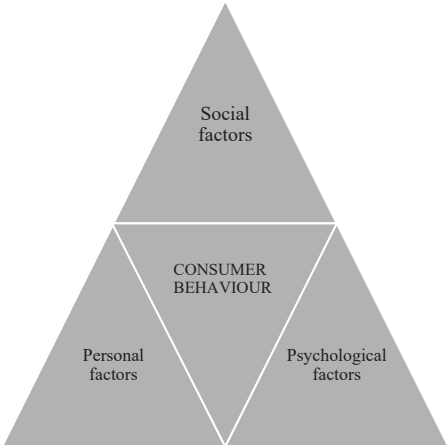 Social
factors
CONSUMER
BEHAVIOUR
Personal
factors
Psychological
factors